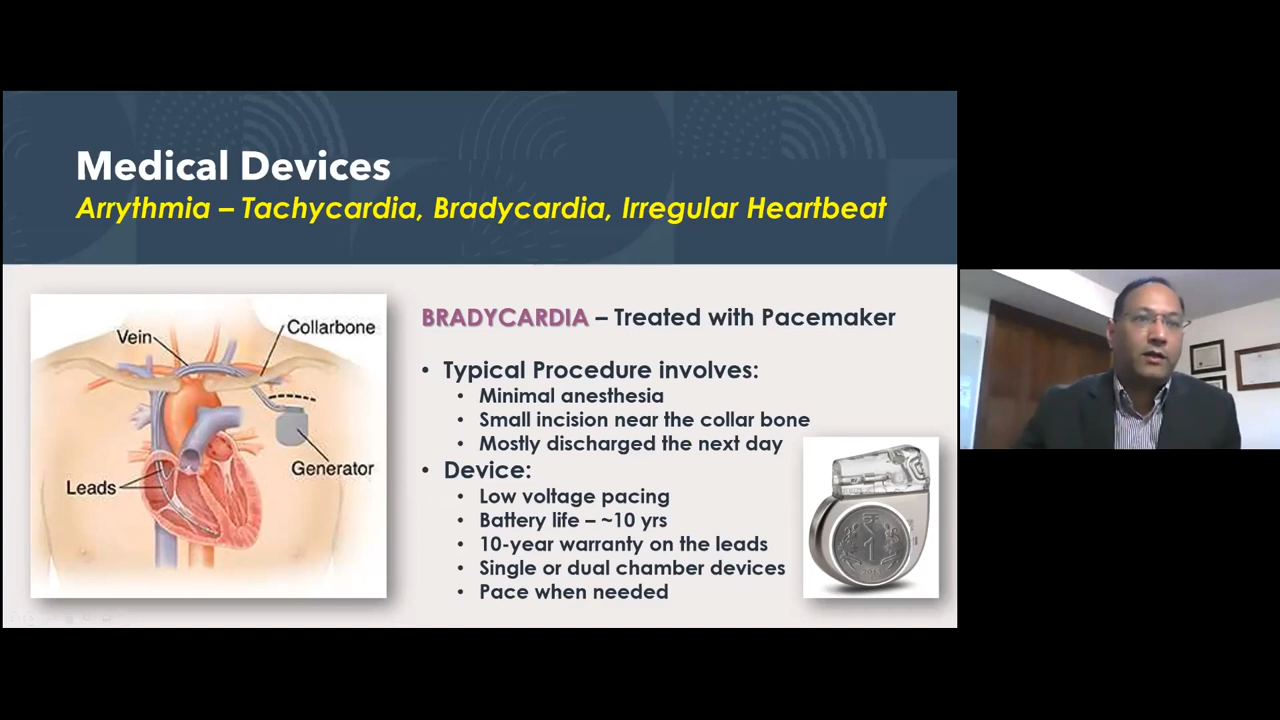 Medical Devices
Arrythmia – Tachycardia, Bradycardia, Irregular Heartbeat
Vein
Collarbone
Generator
Leads
BRADYCARDIA – Treated with Pacemaker
• Typical Procedure involves:
• Minimal anesthesia
• Small incision near the collar bone
• Mostly discharged the next day
• Device:
• Low voltage pacing
• Battery life – ~10 yrs
• 10-year warranty on the leads
• Single or dual chamber devices
• Pace when needed
₹
1